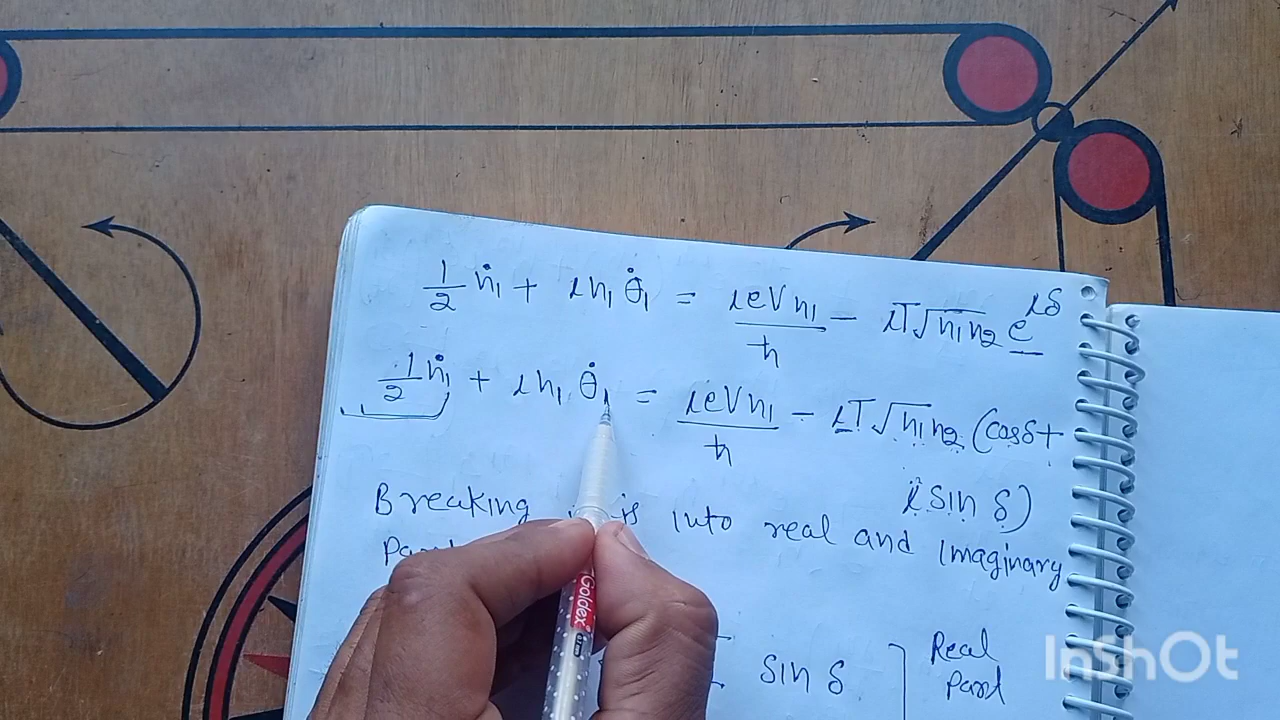 1/2 ṅ₁ + i n₁ θ̇₁ = ieVn₁/ħ − iT√n₁n₂ e^iδ
1/2 ṅ₁ + i n₁ θ̇₁ = ieVn₁/ħ − iT√n₁n₂ (cosδ+
i sin δ)
Breaking into real and Imaginary
Sin δ
Real
Pard
Goldex
InShOt